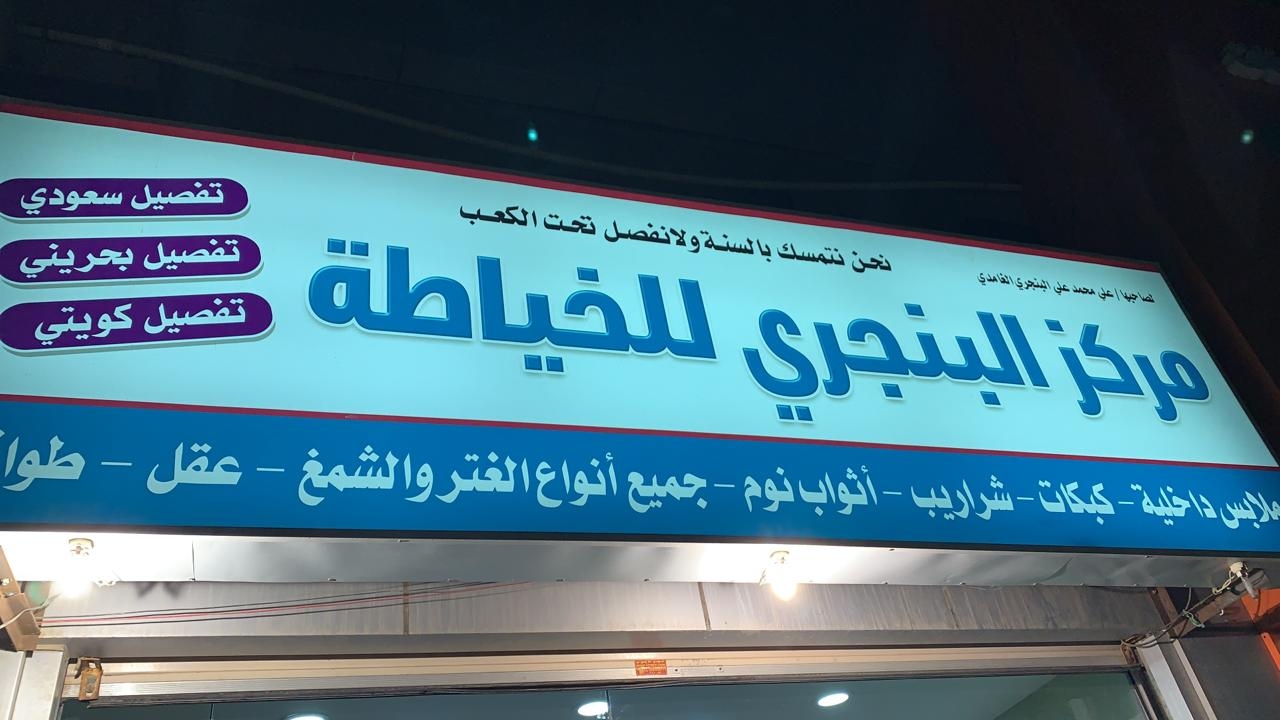 نحن نتمسك بالسنة ولانفصل تحت الكعب
لصاحبها / علي محمد علي البنجري الغامدي
مركز البنجري للخياطة
تفصيل سعودي
تفصيل بحريني
تفصيل كويتي
ملابس داخلية - كبكات - شراريب - أثواب نوم - جميع أنواع الغتر والشمغ - عقل -